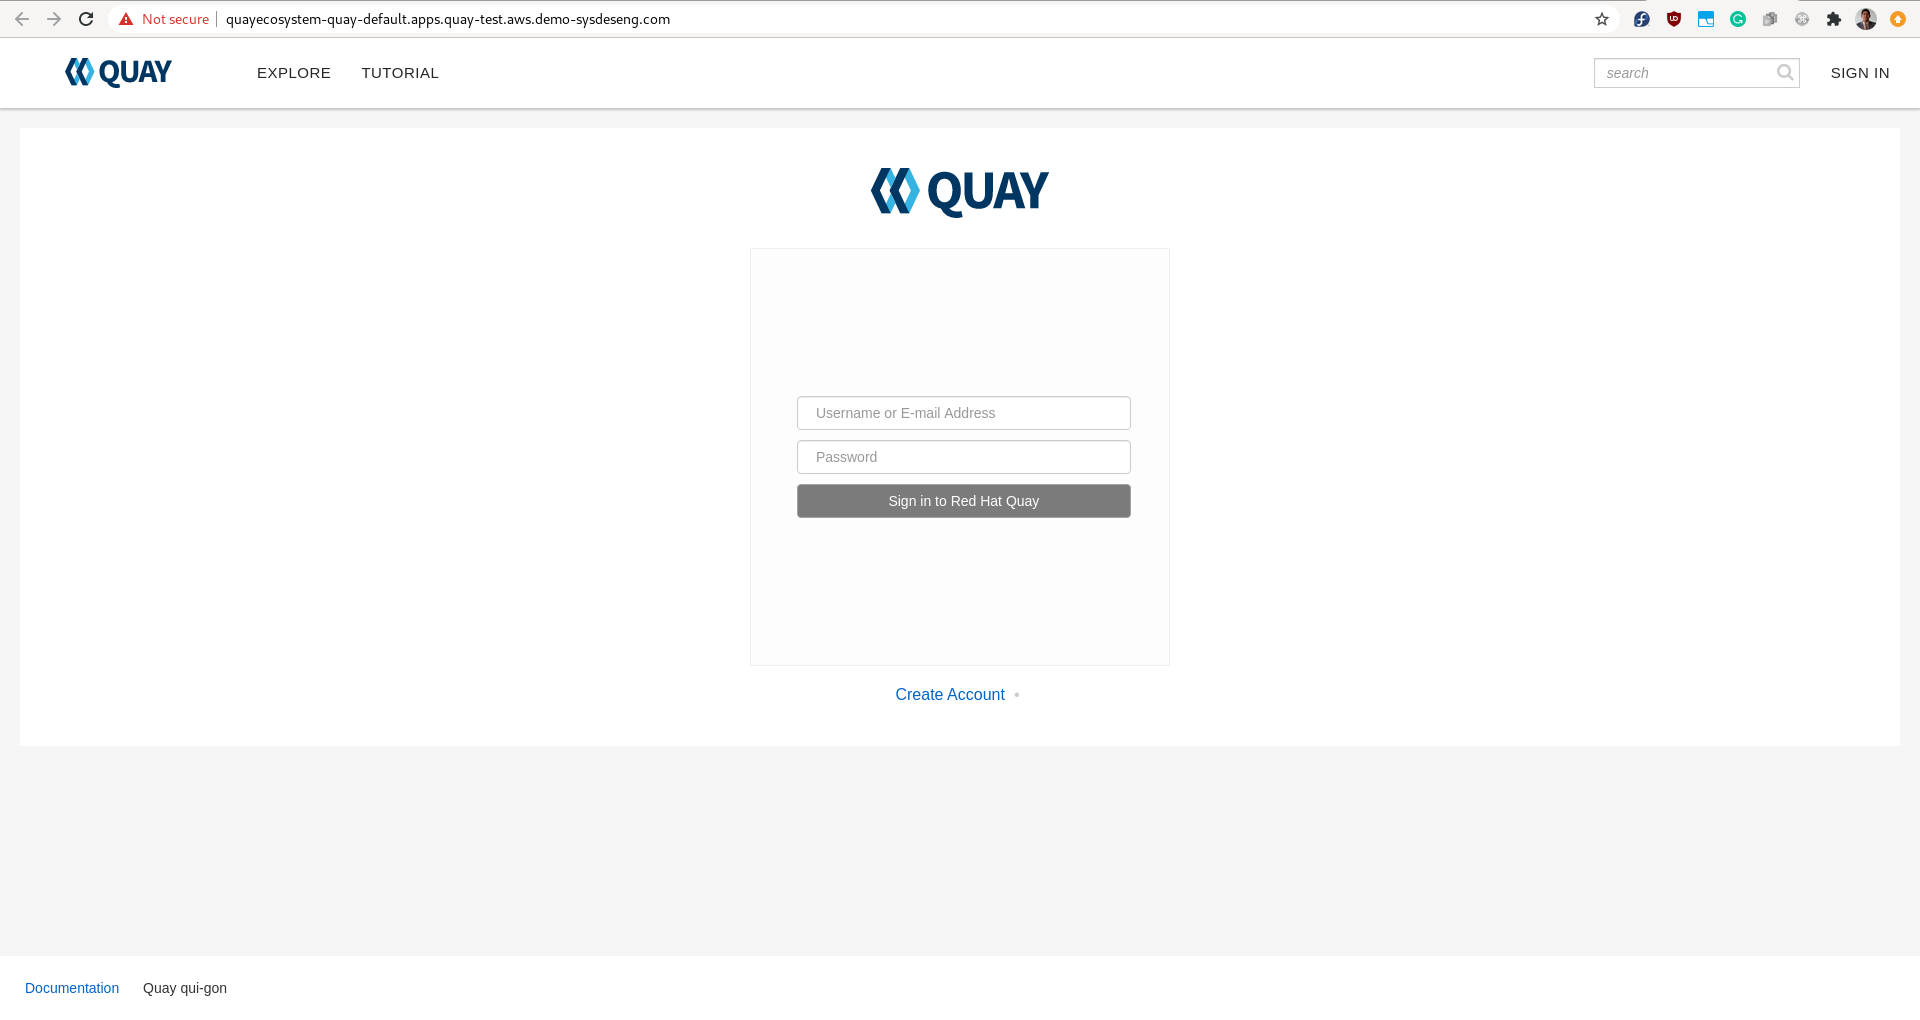 Not secure quayecosystem-quay-default.apps.quay-test.aws.demo-sysdeseng.com
QUAY EXPLORE TUTORIAL search SIGN IN
QUAY
Username or E-mail Address
Password
Sign in to Red Hat Quay
Create Account •
Documentation Quay qui-gon